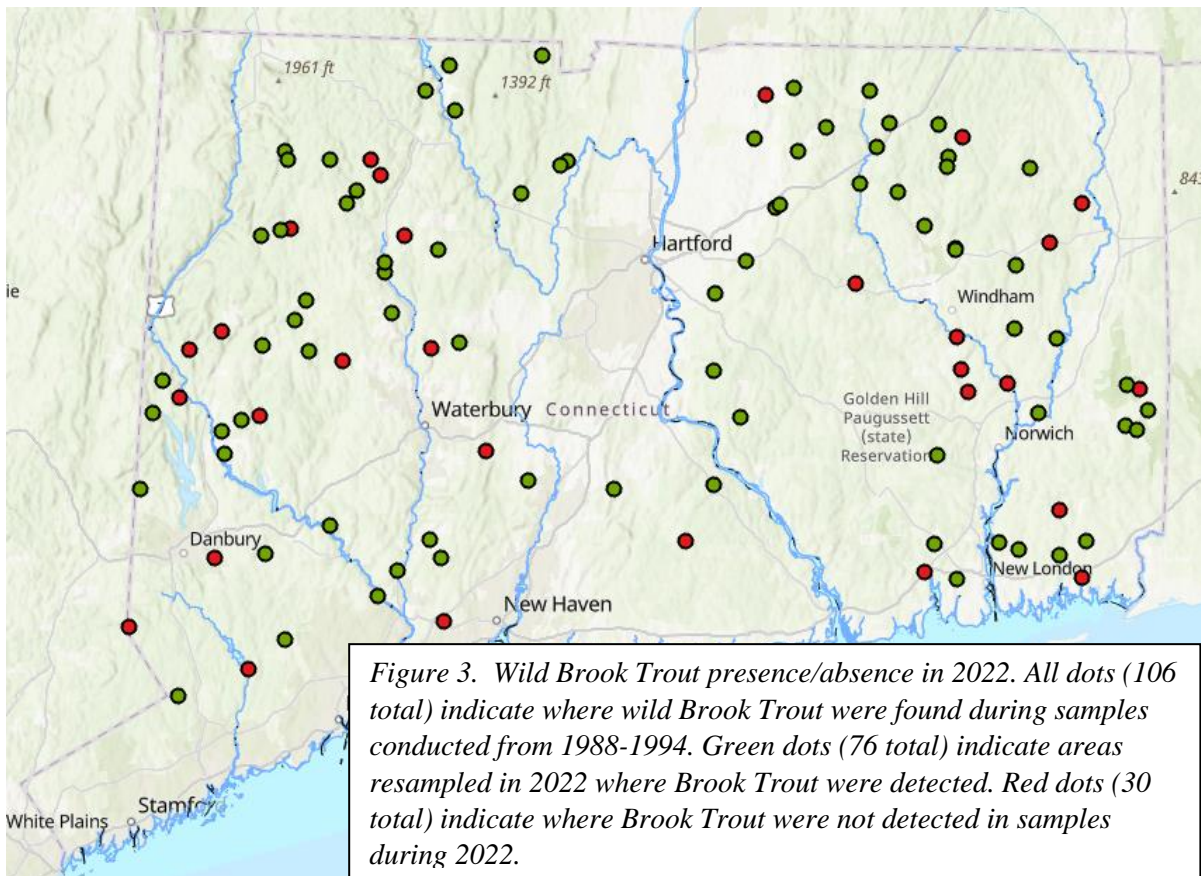 1961 ft
1392 ft
843
Hartford
ie
7
Windham
Waterbury
Connecticut
Golden Hill
Paugussett
(state)
Reservation
Norwich
Danbury
New London
New Haven
Stamford
White Plains
Figure 3. Wild Brook Trout presence/absence in 2022. All dots (106
total) indicate where wild Brook Trout were found during samples
conducted from 1988-1994. Green dots (76 total) indicate areas
resampled in 2022 where Brook Trout were detected. Red dots (30
total) indicate where Brook Trout were not detected in samples
during 2022.